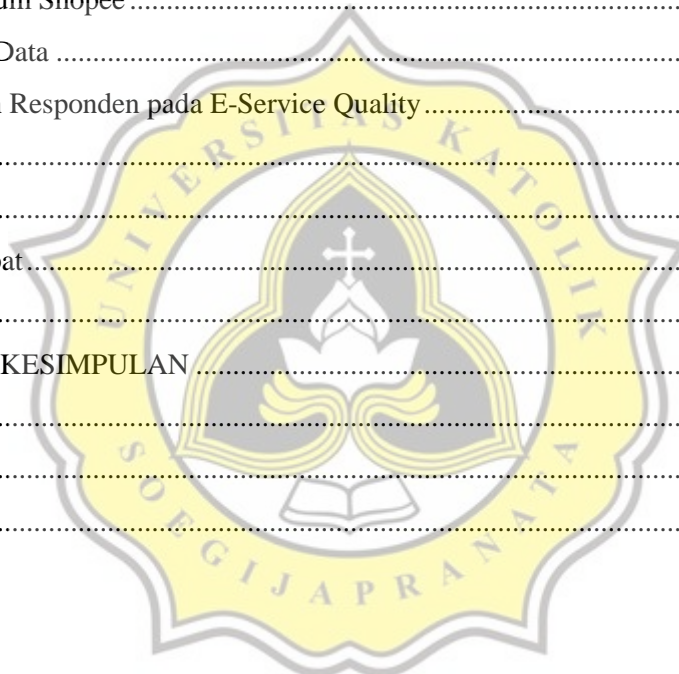 um Shopee................................................................
Data ................................................................
n Responden pada E-Service Quality................................
................................................................
................................................................
pat................................................................
................................................................
KESIMPULAN ................................................................
................................................................
................................................................
................................................................
UNIVERSITAS KATOLIK
SOEGIJAPRANATA